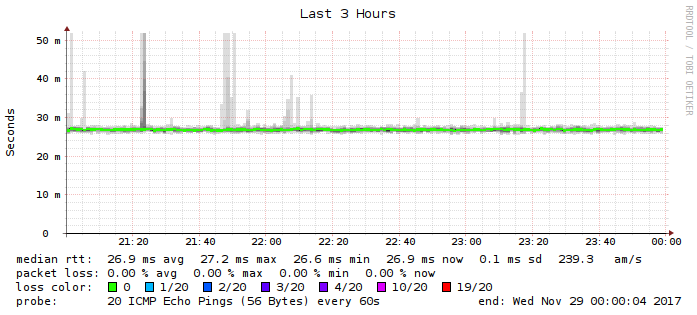 Last 3 Hours
RRDTOOL / TOBI OETIKER
Seconds
50 m
40 m
30 m
20 m
10 m
0
21:20 21:40 22:00 22:20 22:40 23:00 23:20 23:40 00:00
median rtt: 26.9 ms avg 27.2 ms max 26.6 ms min 26.9 ms now 0.1 ms sd 239.3 am/s
packet loss: 0.00 % avg 0.00 % max 0.00 % min 0.00 % now
loss color: 0 1/20 2/20 3/20 4/20 10/20 19/20
probe: 20 ICMP Echo Pings (56 Bytes) every 60s end: Wed Nov 29 00:00:04 2017